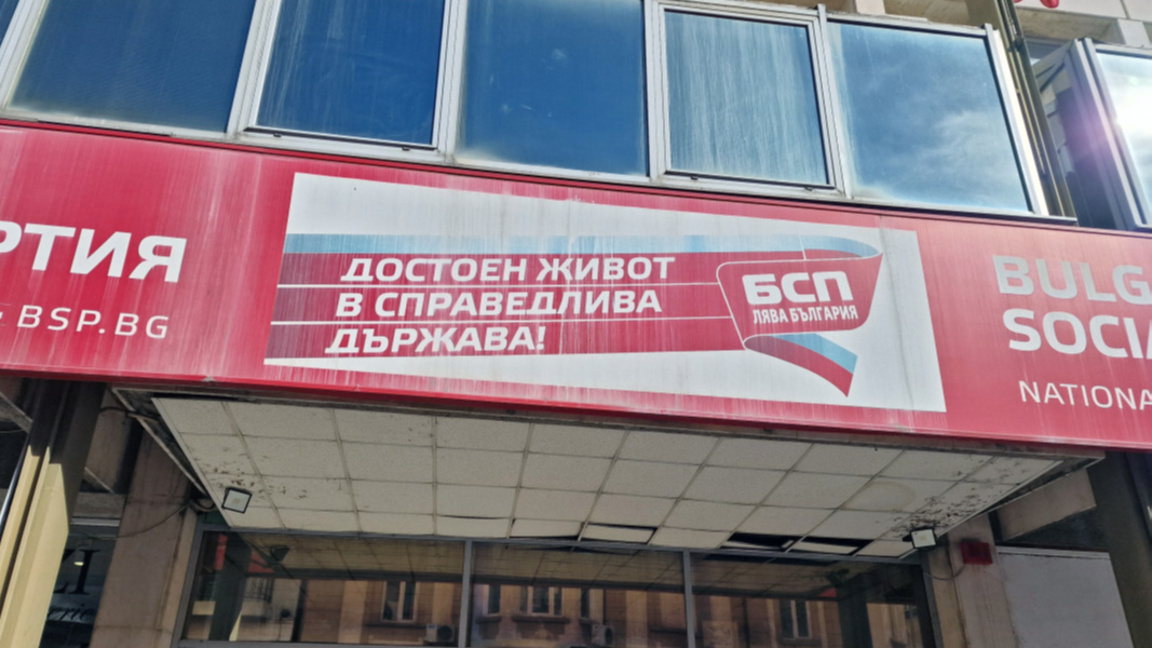 РТИЯ
BSP.BG
ДОСТОЕН ЖИВОТ
В СПРАВЕДЛИВА
ДЪРЖАВА!
БСП
ЛЯВА БЪЛГАРИЯ
BULG
SOCIA
NATIONA